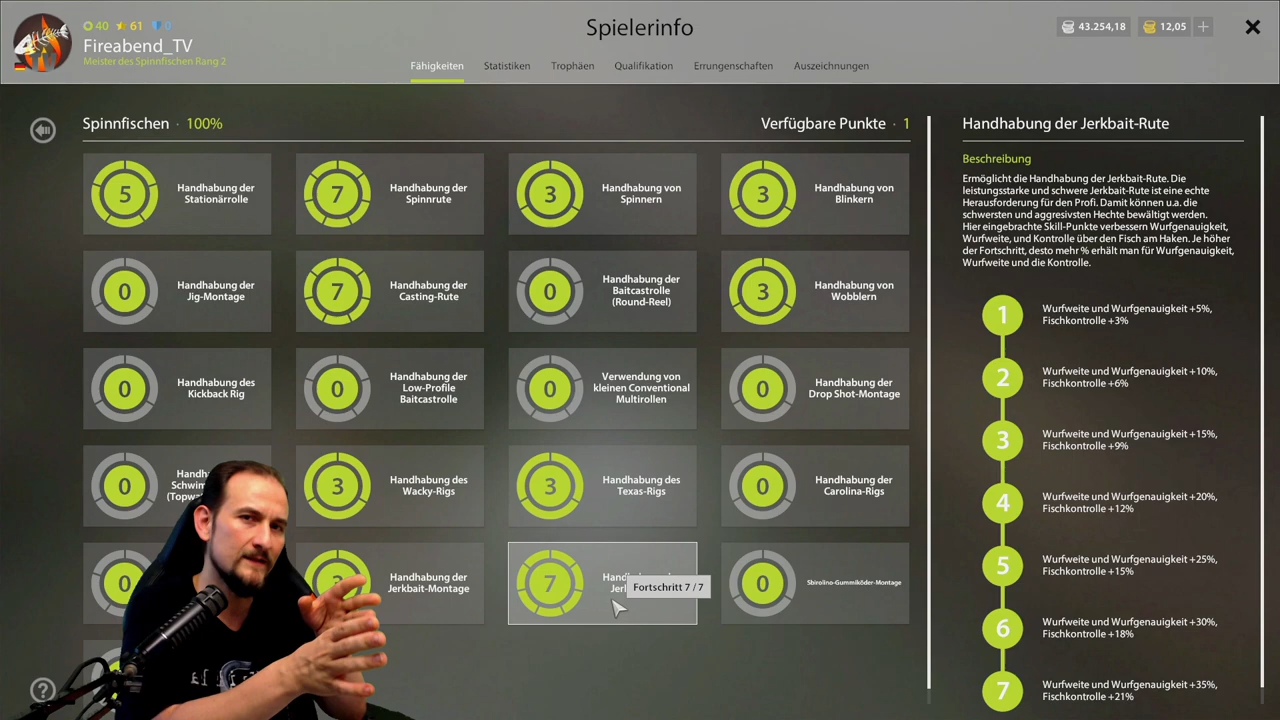 40 61 0
Fireabend_TV
Meister des Spinnfischen Rang 2
Spielerinfo
43.254,18
12,05
Fähigkeiten
Statistiken
Trophäen
Qualifikation
Errungenschaften
Auszeichnungen
Spinnfischen · 100%
Verfügbare Punkte · 1
5
Handhabung der
Stationärrolle
7
Handhabung der
Spinnrute
3
Handhabung von
Spinnern
3
Handhabung von
Blinkern
0
Handhabung der
Jig-Montage
7
Handhabung der
Casting-Rute
0
Handhabung der
Baitcastrolle
(Round-Reel)
3
Handhabung von
Wobblern
0
Handhabung des
Kickback Rig
0
Handhabung der
Low-Profile
Baitcastrolle
0
Verwendung von
kleinen Conventional
Multirollen
0
Handhabung der
Drop Shot-Montage
0
3
Handhabung des
Wacky-Rigs
3
Handhabung des
Texas-Rigs
0
Handhabung der
Carolina-Rigs
0
Handhabung der
Jerkbait-Montage
7
Fortschritt 7 / 7
0
Sbirolino-Gummiköder-Montage
?
Handhabung der Jerkbait-Rute
Beschreibung
Ermöglicht die Handhabung der Jerkbait-Rute. Die
leistungsstarke und schwere Jerkbait-Rute ist eine echte
Herausforderung für den Profi. Damit können u.a. die
schwersten und aggresivsten Hechte bewältigt werden.
Hier eingebrachte Skill-Punkte verbessern Wurfgenauigkeit,
Wurfweite, und Kontrolle über den Fisch am Haken. Je höher
der Fortschritt, desto mehr % erhält man für Wurfgenauigkeit,
Wurfweite und die Kontrolle.
1
Wurfweite und Wurfgenauigkeit +5%,
Fischkontrolle +3%
2
Wurfweite und Wurfgenauigkeit +10%,
Fischkontrolle +6%
3
Wurfweite und Wurfgenauigkeit +15%,
Fischkontrolle +9%
4
Wurfweite und Wurfgenauigkeit +20%,
Fischkontrolle +12%
5
Wurfweite und Wurfgenauigkeit +25%,
Fischkontrolle +15%
6
Wurfweite und Wurfgenauigkeit +30%,
Fischkontrolle +18%
7
Wurfweite und Wurfgenauigkeit +35%,
Fischkontrolle +21%